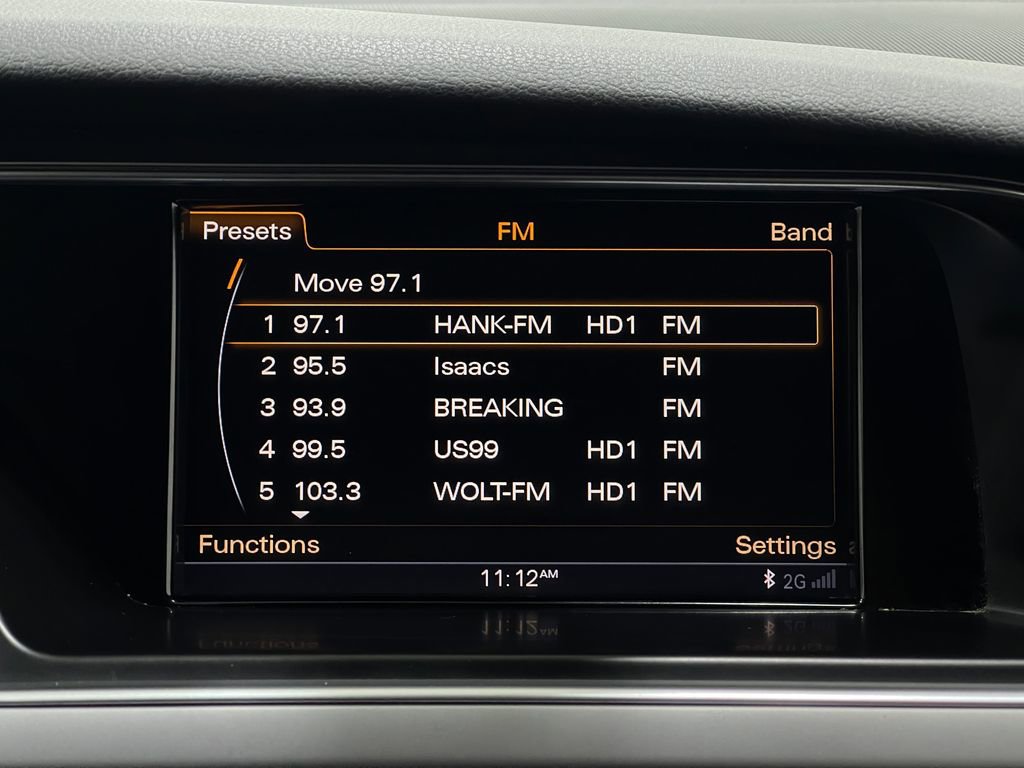 Presets FM Band
Move 97.1
1 97.1 HANK-FM HD1 FM
2 95.5 Isaacs FM
3 93.9 BREAKING FM
4 99.5 US99 HD1 FM
5 103.3 WOLT-FM HD1 FM
Functions Settings
11:12AM 2G